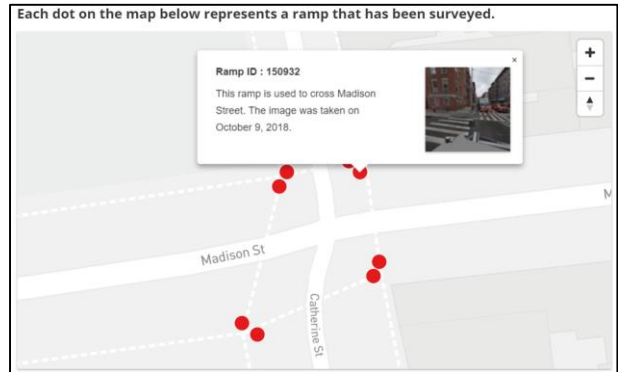 Each dot on the map below represents a ramp that has been surveyed.
Ramp ID : 150932
×
This ramp is used to cross Madison
Street. The image was taken on
October 9, 2018.
+
−
M
Madison St
Catherine St